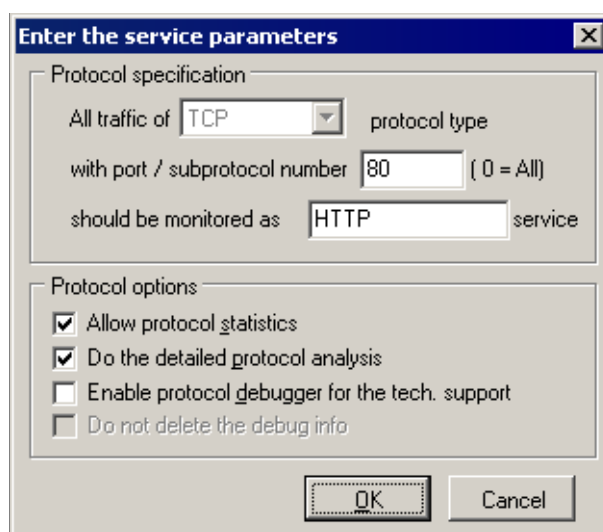 Enter the service parameters
Protocol specification
All traffic of TCP protocol type
with port / subprotocol number 80 ( 0 = All)
should be monitored as HTTP service
Protocol options
Allow protocol statistics
Do the detailed protocol analysis
Enable protocol debugger for the tech. support
Do not delete the debug info
OK Cancel